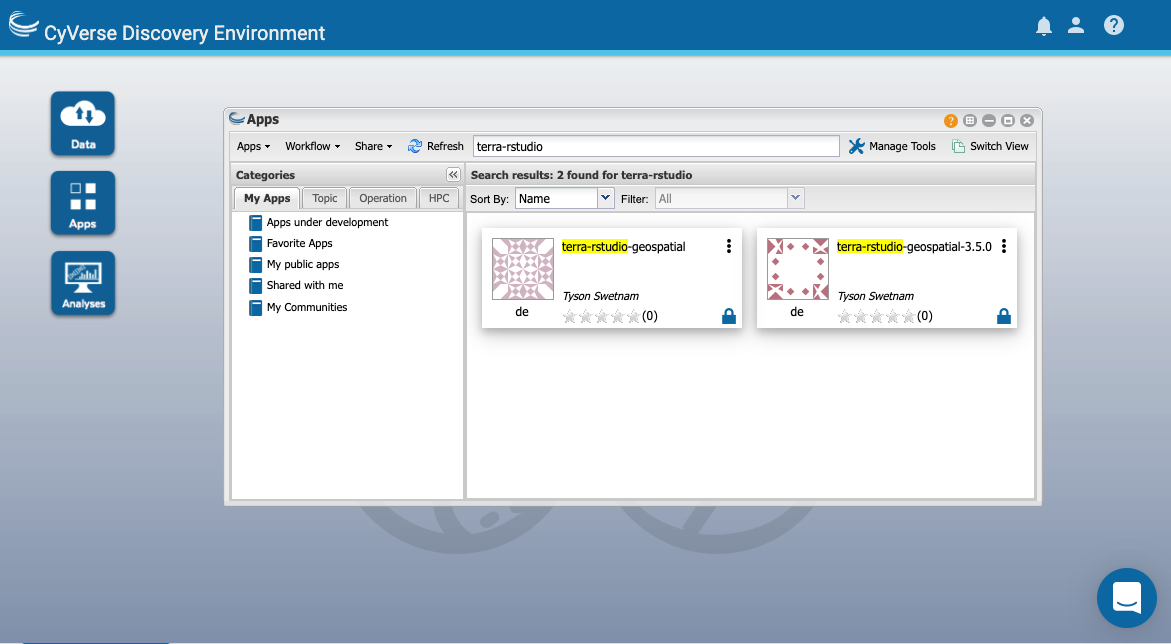 CyVerse Discovery Environment
?
Data
Apps
Analyses
Apps
?
Apps Workflow Share Refresh terra-rstudio Manage Tools Switch View
Categories
My Apps Topic Operation HPC
Apps under development
Favorite Apps
My public apps
Shared with me
My Communities
Search results: 2 found for terra-rstudio
Sort By: Name Filter: All
terra-rstudio-geospatial
Tyson Swetnam
de
(0)
terra-rstudio-geospatial-3.5.0
Tyson Swetnam
de
(0)